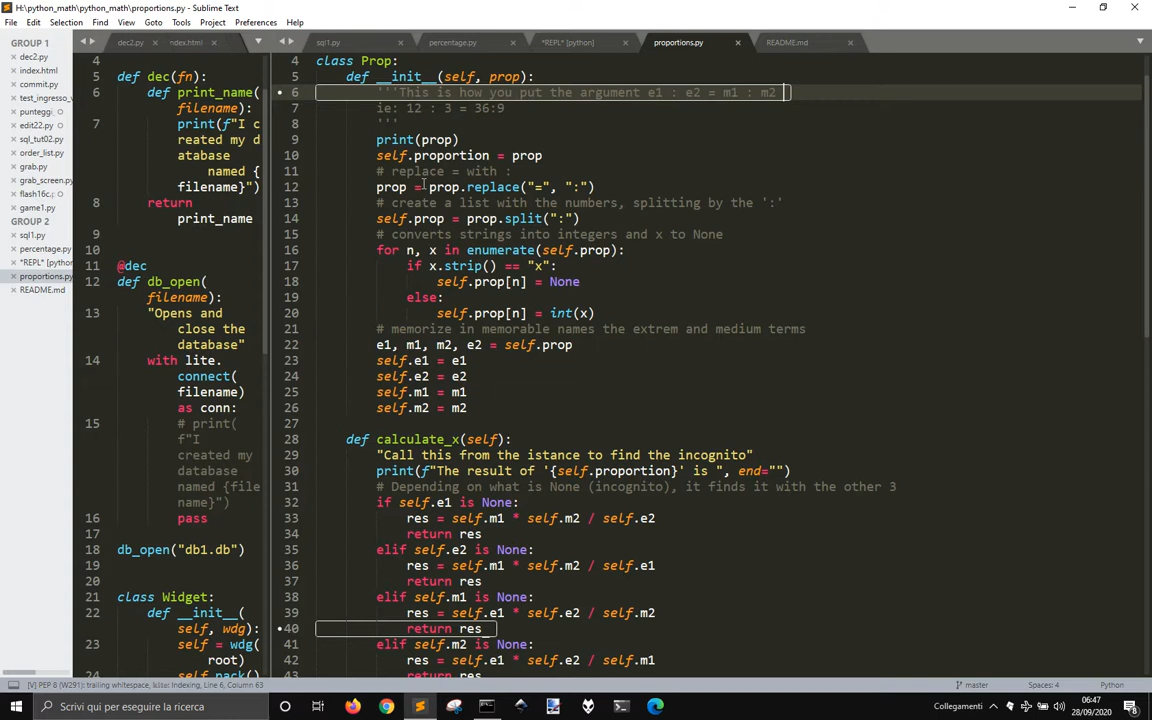 H:\python_math\python_math\proportions.py - Sublime Text
File Edit Selection Find View Goto Tools Project Preferences Help
GROUP 1
dec2.py
index.html
commit.py
test_ingresso_v
punteggi
edit22.py
sql_tut02.py
order_list.py
grab.py
grab_screen.py
flash16c.py
game1.py
GROUP 2
sql1.py
percentage.py
*REPL* [python
proportions.py
README.md
dec2.py ndex.html
4
5 def dec(fn):
6 def print_name(
filename):
7 print(f"I c
reated my d
atabase
named {
filename}")
8 return
print_name
9
10
11 @dec
12 def db_open(
filename):
13 "Opens and
close the
database"
14 with lite.
connect(
filename)
as conn:
15 # print(
f"I
created my
database
named {file
name}")
16 pass
17
18 db_open("db1.db")
19
20
21 class Widget:
22 def __init__(
self, wdg):
23 self = wdg(
root)
24 self.pack()
sql1.py percentage.py *REPL* [python] proportions.py README.md
4 class Prop:
5 def __init__(self, prop):
6 '''This is how you put the argument e1 : e2 = m1 : m2
7 ie: 12 : 3 = 36:9
8 '''
9 print(prop)
10 self.proportion = prop
11 # replace = with :
12 prop = prop.replace("=", ":")
13 # create a list with the numbers, splitting by the ':'
14 self.prop = prop.split(":")
15 # converts strings into integers and x to None
16 for n, x in enumerate(self.prop):
17 if x.strip() == "x":
18 self.prop[n] = None
19 else:
20 self.prop[n] = int(x)
21 # memorize in memorable names the extrem and medium terms
22 e1, m1, m2, e2 = self.prop
23 self.e1 = e1
24 self.e2 = e2
25 self.m1 = m1
26 self.m2 = m2
27
28 def calculate_x(self):
29 "Call this from the istance to find the incognito"
30 print(f"The result of '{self.proportion}' is ", end="")
31 # Depending on what is None (incognito), it finds it with the other 3
32 if self.e1 is None:
33 res = self.m1 * self.m2 / self.e2
34 return res
35 elif self.e2 is None:
36 res = self.m1 * self.m2 / self.e1
37 return res
38 elif self.m1 is None:
39 res = self.e1 * self.e2 / self.m2
40 return res
41 elif self.m2 is None:
42 res = self.e1 * self.e2 / self.m1
return res
[V] PEP 8 (W291): trailing whitespace, Indexing, Line 6, Column 63
master Spaces: 4 Python
Scrivi qui per eseguire la ricerca
Collegamenti
06:47
28/09/2020
8